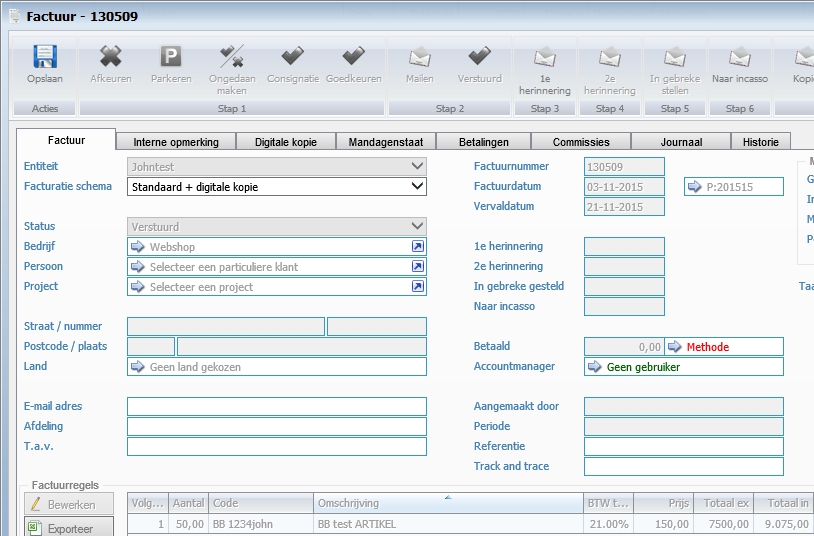 Factuur - 130509
Opslaan Afkeuren Parkeren Ongedaan maken Consignatie Goedkeuren Mailen Verstuurd 1e herinnering 2e herinnering In gebreke stellen Naar incasso Kopi
Acties Stap 1 Stap 2 Stap 3 Stap 4 Stap 5 Stap 6
Factuur Interne opmerking Digitale kopie Mandagenstaat Betalingen Commissies Journaal Historie
Entiteit Johntest Factuurnummer 130509
Facturatie schema Standaard + digitale kopie Factuurdatum 03-11-2015 P:201515
Vervaldatum 21-11-2015
Status Verstuurd
Bedrijf Webshop 1e herinnering
Persoon Selecteer een particuliere klant 2e herinnering
Project Selecteer een project In gebreke gesteld Taa
Naar incasso
Straat / nummer
Postcode / plaats Betaald 0,00 Methode
Land Geen land gekozen Accountmanager Geen gebruiker
E-mail adres Aangemaakt door
Afdeling Periode
T.a.v. Referentie
Track and trace
Factuurregels
Bewerken Volg... Aantal Code Omschrijving BTW t... Prijs Totaal ex Totaal in
Exporteer 1 50,00 BB 1234john BB test ARTIKEL 21.00% 150,00 7500,00 9.075,00